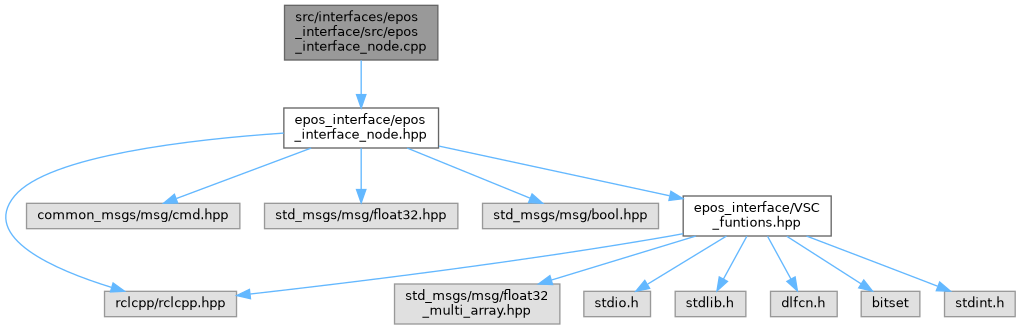 src/interfaces/epos
_interface/src/epos
_interface_node.cpp
epos_interface/epos
_interface_node.hpp
common_msgs/msg/cmd.hpp
std_msgs/msg/float32.hpp
std_msgs/msg/bool.hpp
epos_interface/VSC
_funtions.hpp
rclcpp/rclcpp.hpp
std_msgs/msg/float32
_multi_array.hpp
stdio.h
stdlib.h
dlfcn.h
bitset
stdint.h